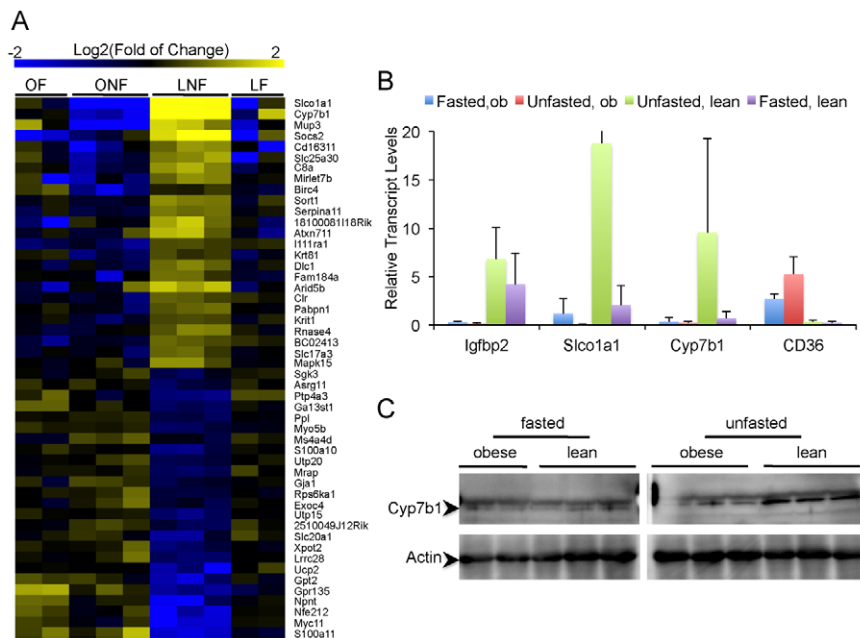 A
Log2(Fold of Change)
-2
2
OF ONF LNF LF
Slco1a1
Cyp7b1
Mup3
Socs2
Cd16311
Slc25a30
C8a
Mirlet7b
Birc4
Sort1
Serpina11
18100081I18Rik
Atxn711
I111ra1
Krt81
Dlc1
Fam184a
Arid5b
Clr
Pabpn1
Krit1
Rnase4
BC02413
Slc17a3
Mapk15
Sgk3
Asrg11
Ptp4a3
Ga13st1
Ppl
Myo5b
Ms4a4d
S100a10
Utp20
Mrap
Gja1
Rps6ka1
Exoc4
Utp15
2510049J12Rik
Slc20a1
Xpot2
Lrrc28
Ucp2
Gpt2
Gpr135
Npnt
Nfe212
Myc11
S100a11
B
Fasted,ob Unfasted, ob Unfasted, lean Fasted, lean
Relative Transcript Levels
20
15
10
5
0
Igfbp2 Slco1a1 Cyp7b1 CD36
C
fasted unfasted
obese lean obese lean
Cyp7b1
Actin